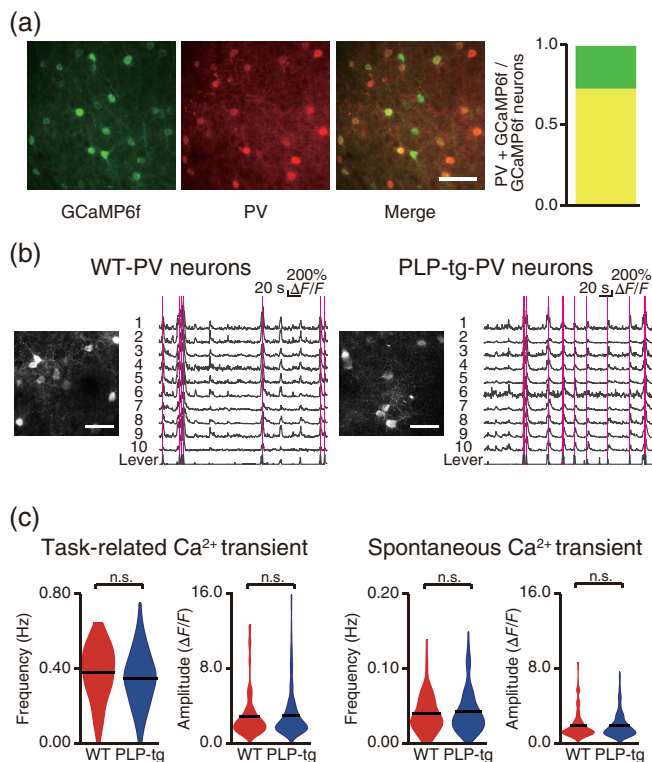 (a)
GCaMP6f
PV
Merge
PV + GCaMP6f /
GCaMP6f neurons
1.0
0.5
0.0
(b)
WT-PV neurons
200%
20 s ΔF/F
1
2
3
4
5
6
7
8
9
10
Lever
PLP-tg-PV neurons
200%
20 s ΔF/F
1
2
3
4
5
6
7
8
9
10
Lever
(c)
Task-related Ca²⁺ transient
Frequency (Hz)
0.80
0.40
0.00
n.s.
WT PLP-tg
Amplitude (ΔF/F)
16.0
8.0
0.0
n.s.
WT PLP-tg
Spontaneous Ca²⁺ transient
Frequency (Hz)
0.20
0.10
0.00
n.s.
WT PLP-tg
Amplitude (ΔF/F)
16.0
8.0
0.0
n.s.
WT PLP-tg